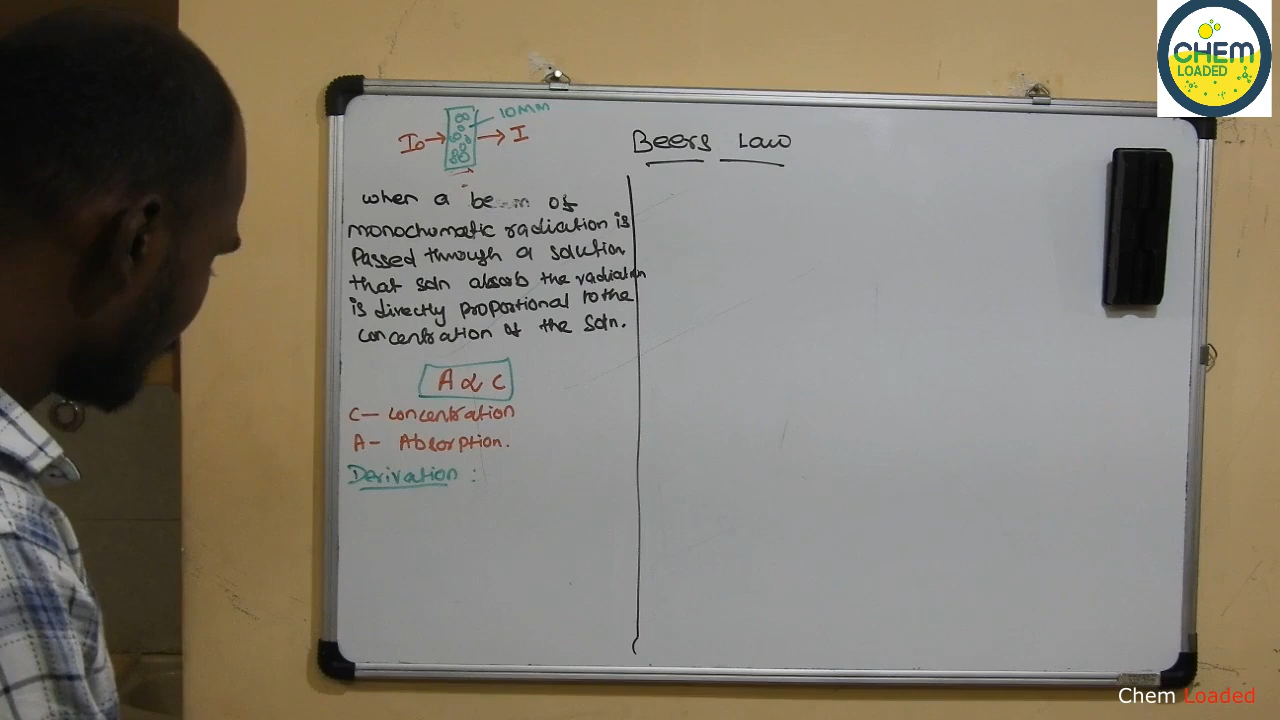 CHEM
LOADED
Beers Law
10MM
I₀ → → I
when a beam of
monochromatic radiation is
Passed through a solution
that soln absorb the radiation
is directly proportional to the
concentration of the Soln.
A ∝ C
C- Concentration
A- Absorption.
Derivation :
Chem Loaded